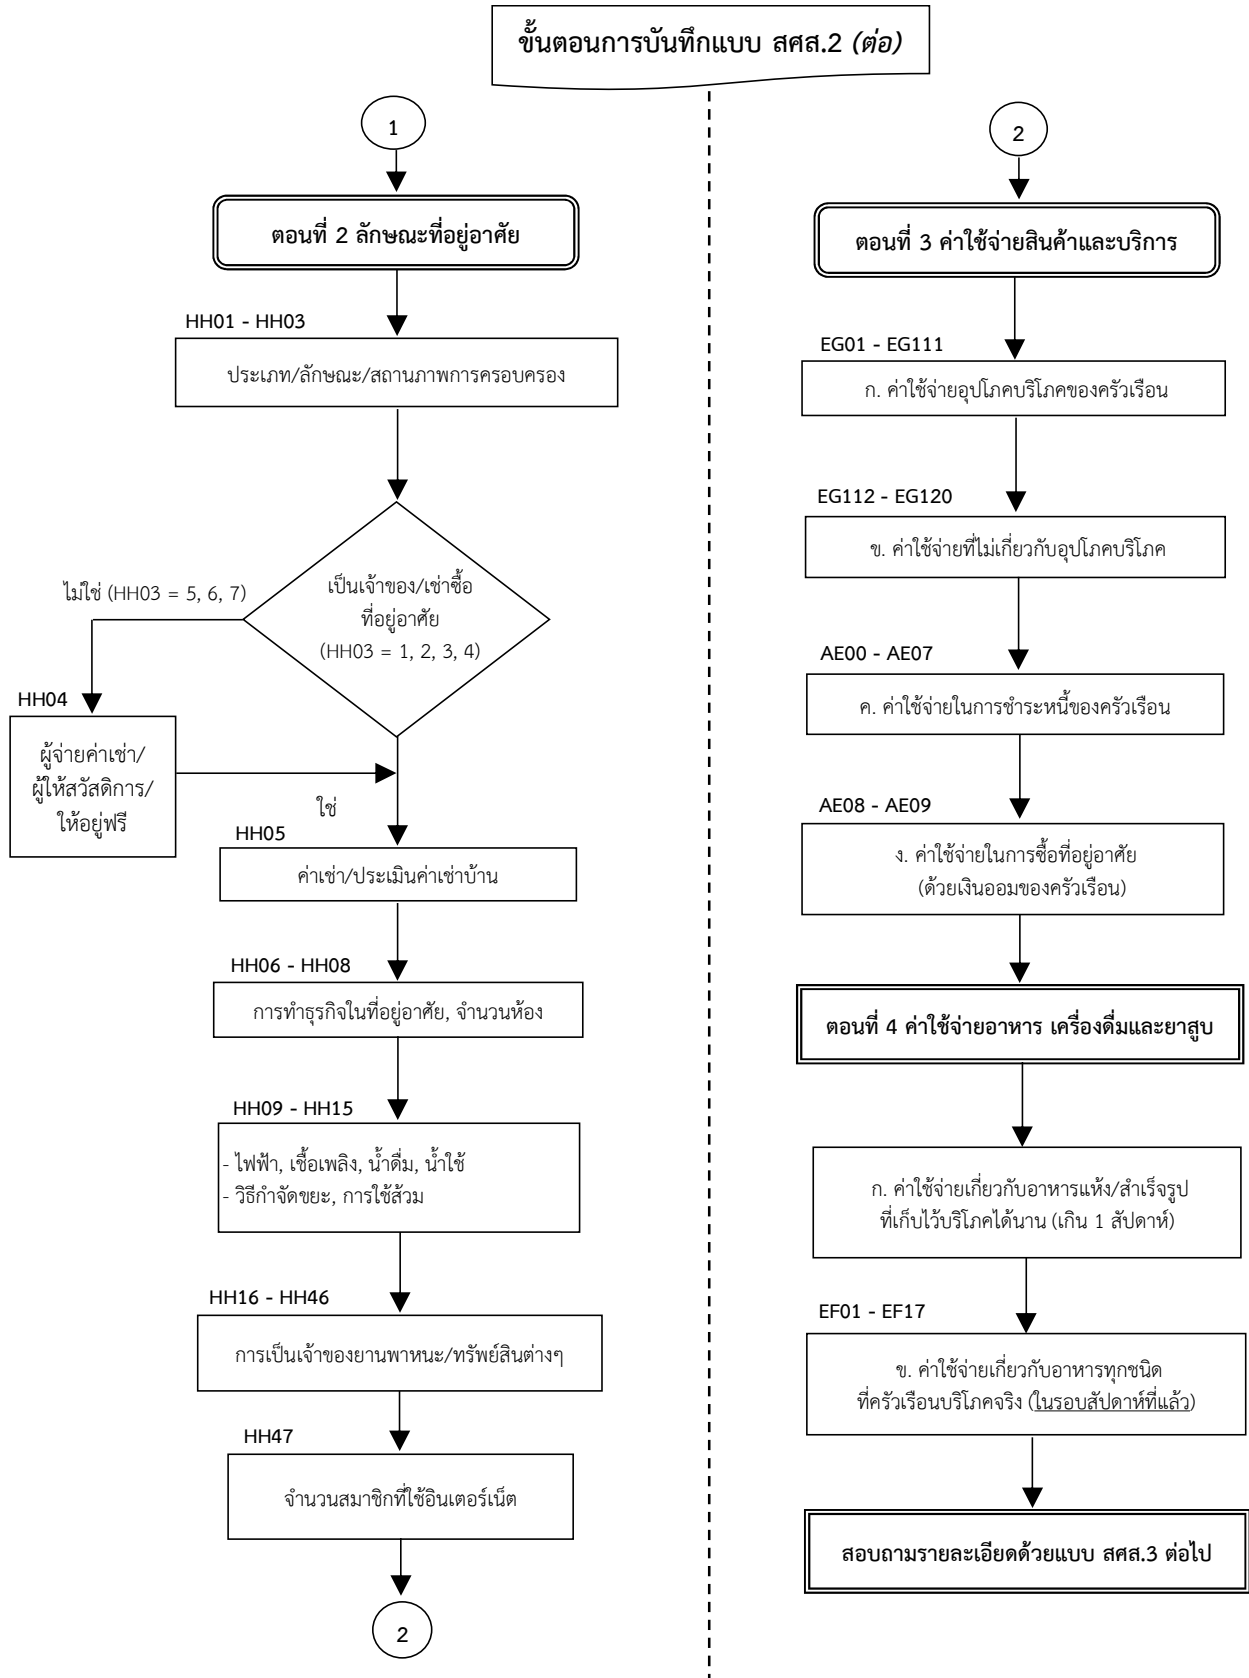 ขั้นตอนการบันทึกแบบ สศส.2 (ต่อ)
1
ตอนที่ 2 ลักษณะที่อยู่อาศัย
HH01 - HH03
ประเภท/ลักษณะ/สถานภาพการครอบครอง
เป็นเจ้าของ/เช่าซื้อ
ที่อยู่อาศัย
(HH03 = 1, 2, 3, 4)
ไม่ใช่ (HH03 = 5, 6, 7)
HH04
ผู้จ่ายค่าเช่า/
ผู้ให้สวัสดิการ/
ให้อยู่ฟรี
ใช่
HH05
ค่าเช่า/ประเมินค่าเช่าบ้าน
HH06 - HH08
การทำธุรกิจในที่อยู่อาศัย, จำนวนห้อง
HH09 - HH15
- ไฟฟ้า, เชื้อเพลิง, น้ำดื่ม, น้ำใช้
- วิธีกำจัดขยะ, การใช้ส้วม
HH16 - HH46
การเป็นเจ้าของยานพาหนะ/ทรัพย์สินต่างๆ
HH47
จำนวนสมาชิกที่ใช้อินเตอร์เน็ต
2
2
ตอนที่ 3 ค่าใช้จ่ายสินค้าและบริการ
EG01 - EG111
ก. ค่าใช้จ่ายอุปโภคบริโภคของครัวเรือน
EG112 - EG120
ข. ค่าใช้จ่ายที่ไม่เกี่ยวกับอุปโภคบริโภค
AE00 - AE07
ค. ค่าใช้จ่ายในการชำระหนี้ของครัวเรือน
AE08 - AE09
ง. ค่าใช้จ่ายในการซื้อที่อยู่อาศัย
(ด้วยเงินออมของครัวเรือน)
ตอนที่ 4 ค่าใช้จ่ายอาหาร เครื่องดื่มและยาสูบ
ก. ค่าใช้จ่ายเกี่ยวกับอาหารแห้ง/สำเร็จรูป
ที่เก็บไว้บริโภคได้นาน (เกิน 1 สัปดาห์)
EF01 - EF17
ข. ค่าใช้จ่ายเกี่ยวกับอาหารทุกชนิด
ที่ครัวเรือนบริโภคจริง (ในรอบสัปดาห์ที่แล้ว)
สอบถามรายละเอียดด้วยแบบ สศส.3 ต่อไป